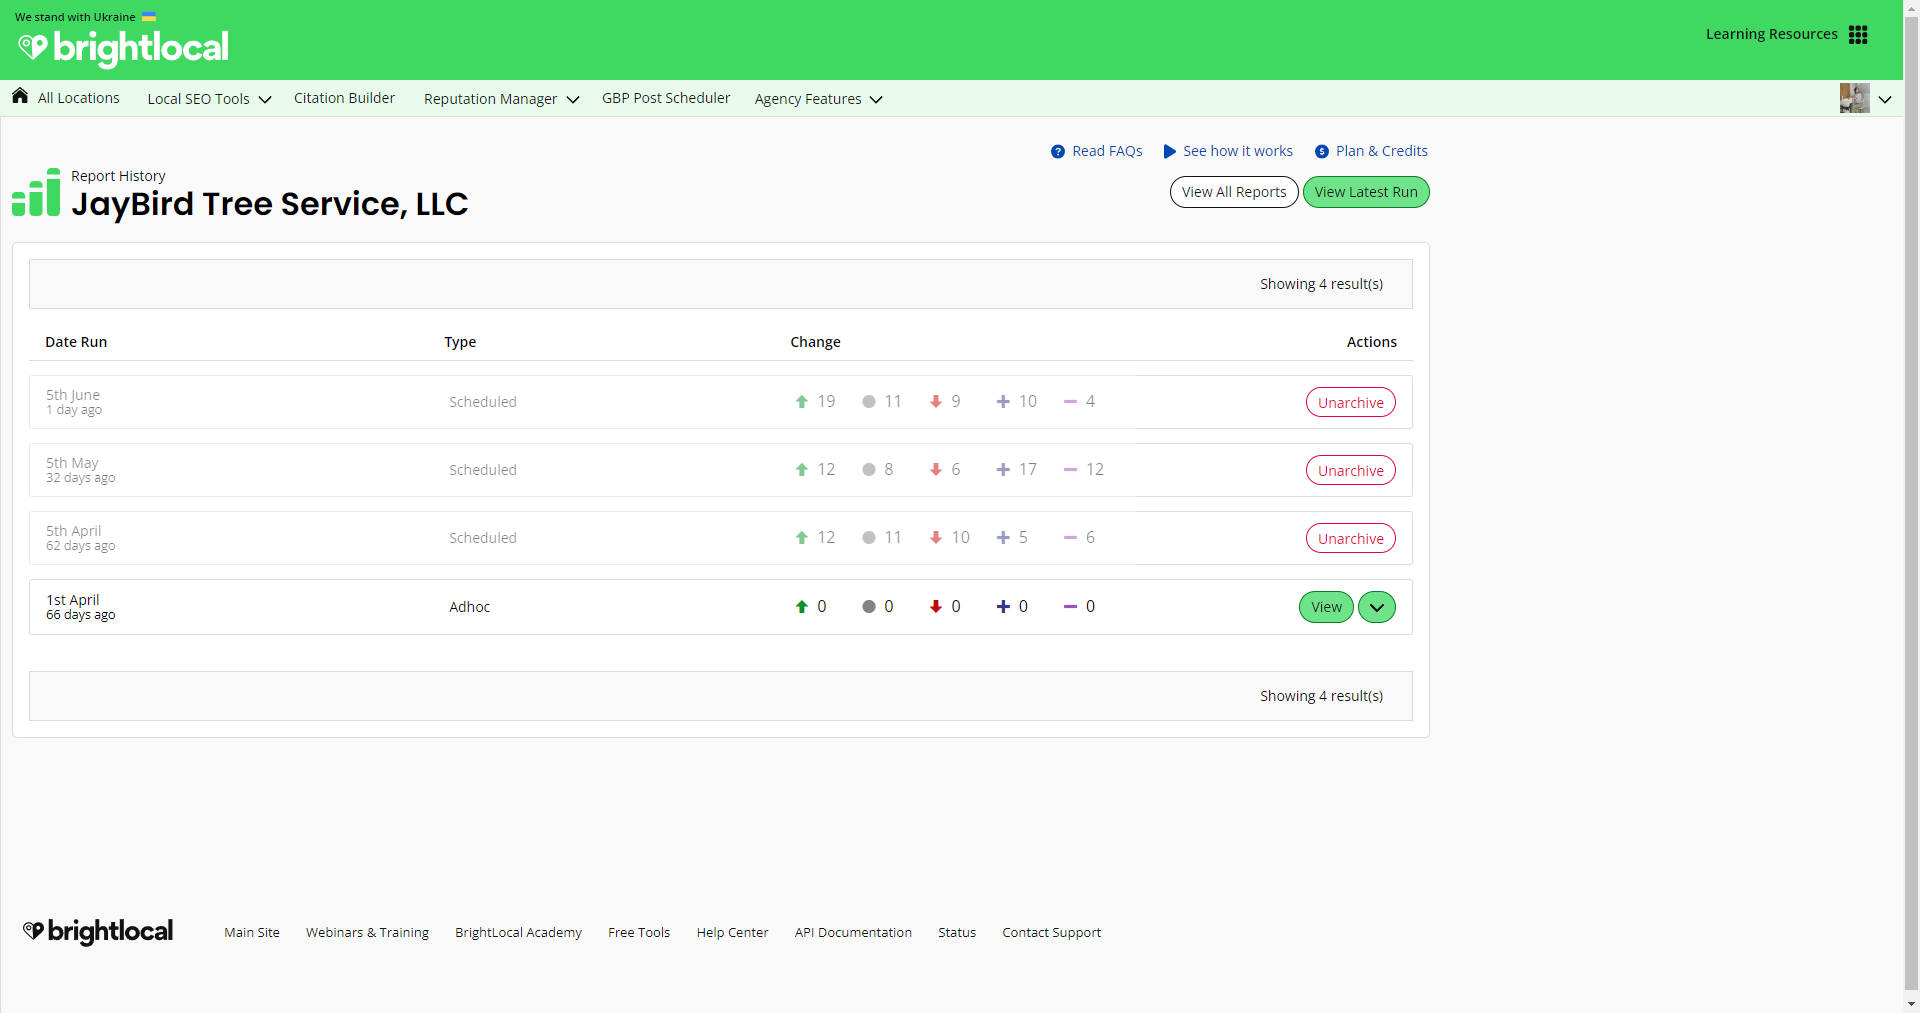 We stand with Ukraine
brightlocal
Learning Resources
All Locations
Local SEO Tools
Citation Builder
Reputation Manager
GBP Post Scheduler
Agency Features
Read FAQs
See how it works
Plan & Credits
Report History
JayBird Tree Service, LLC
View All Reports
View Latest Run
Showing 4 result(s)
Date Run Type Change Actions
5th June
1 day ago
Scheduled
19 11 9 10 4
Unarchive
5th May
32 days ago
Scheduled
12 8 6 17 12
Unarchive
5th April
62 days ago
Scheduled
12 11 10 5 6
Unarchive
1st April
66 days ago
Adhoc
0 0 0 0 0
View
Showing 4 result(s)
brightlocal
Main Site
Webinars & Training
BrightLocal Academy
Free Tools
Help Center
API Documentation
Status
Contact Support